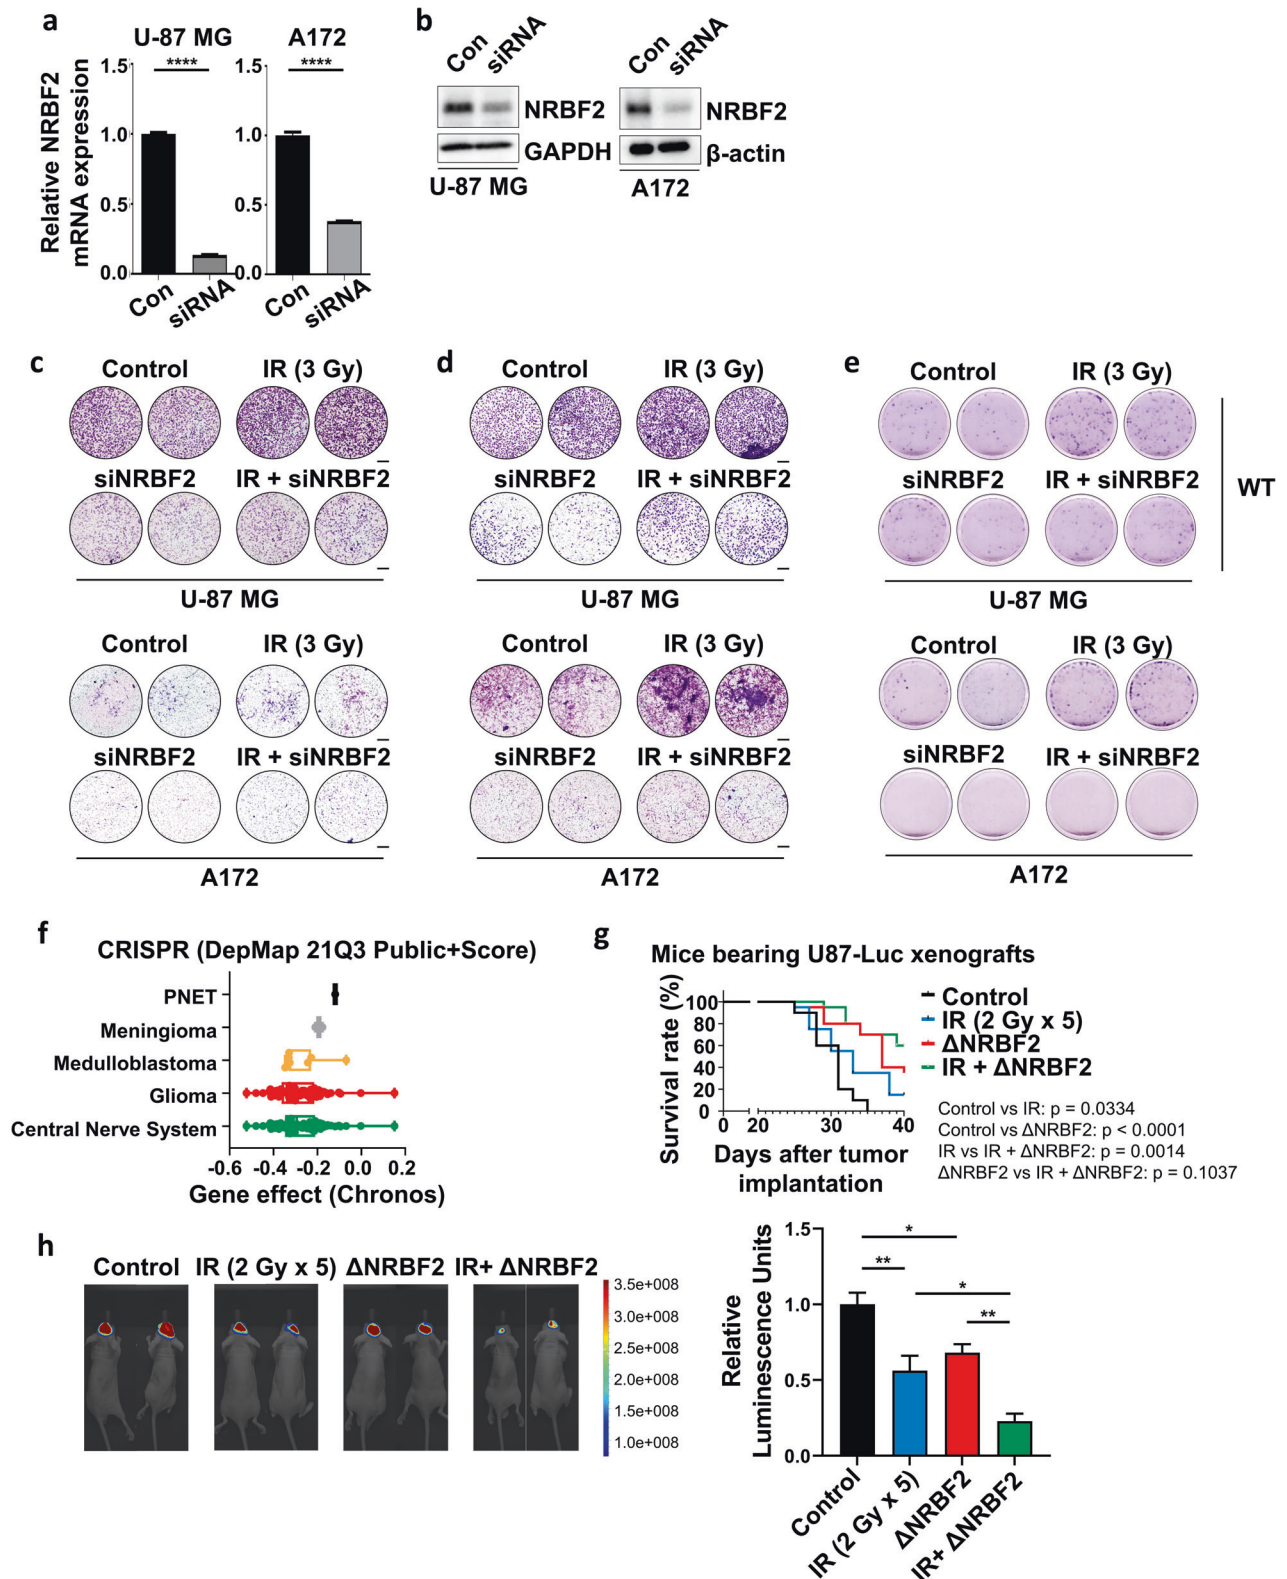 a
U-87 MG
A172
Relative NRBF2
mRNA expression
1.5
1.0
0.5
0.0
****
Con
siRNA
1.5
1.0
0.5
0.0
****
Con
siRNA
b
Con
siRNA
NRBF2
GAPDH
U-87 MG
Con
siRNA
NRBF2
β-actin
A172
c
Control
IR (3 Gy)
siNRBF2
IR + siNRBF2
U-87 MG
Control
IR (3 Gy)
siNRBF2
IR + siNRBF2
A172
d
Control
IR (3 Gy)
siNRBF2
IR + siNRBF2
U-87 MG
Control
IR (3 Gy)
siNRBF2
IR + siNRBF2
A172
e
Control
IR (3 Gy)
siNRBF2
IR + siNRBF2
WT
U-87 MG
Control
IR (3 Gy)
siNRBF2
IR + siNRBF2
A172
f
CRISPR (DepMap 21Q3 Public+Score)
PNET
Meningioma
Medulloblastoma
Glioma
Central Nerve System
-0.6 -0.4 -0.2 0.0 0.2
Gene effect (Chronos)
g
Mice bearing U87-Luc xenografts
Survival rate (%)
100
80
60
40
20
0
0 20 30 40
Days after tumor
implantation
Control
IR (2 Gy x 5)
ΔNRBF2
IR + ΔNRBF2
Control vs IR: p = 0.0334
Control vs ΔNRBF2: p < 0.0001
IR vs IR + ΔNRBF2: p = 0.0014
ΔNRBF2 vs IR + ΔNRBF2: p = 0.1037
h
Control IR (2 Gy x 5) ΔNRBF2 IR+ ΔNRBF2
3.5e+008
3.0e+008
2.5e+008
2.0e+008
1.5e+008
1.0e+008
Relative
Luminescence Units
1.5
1.0
0.5
0.0
*
**
*
**
Control
IR (2 Gy x 5)
ΔNRBF2
IR+ ΔNRBF2